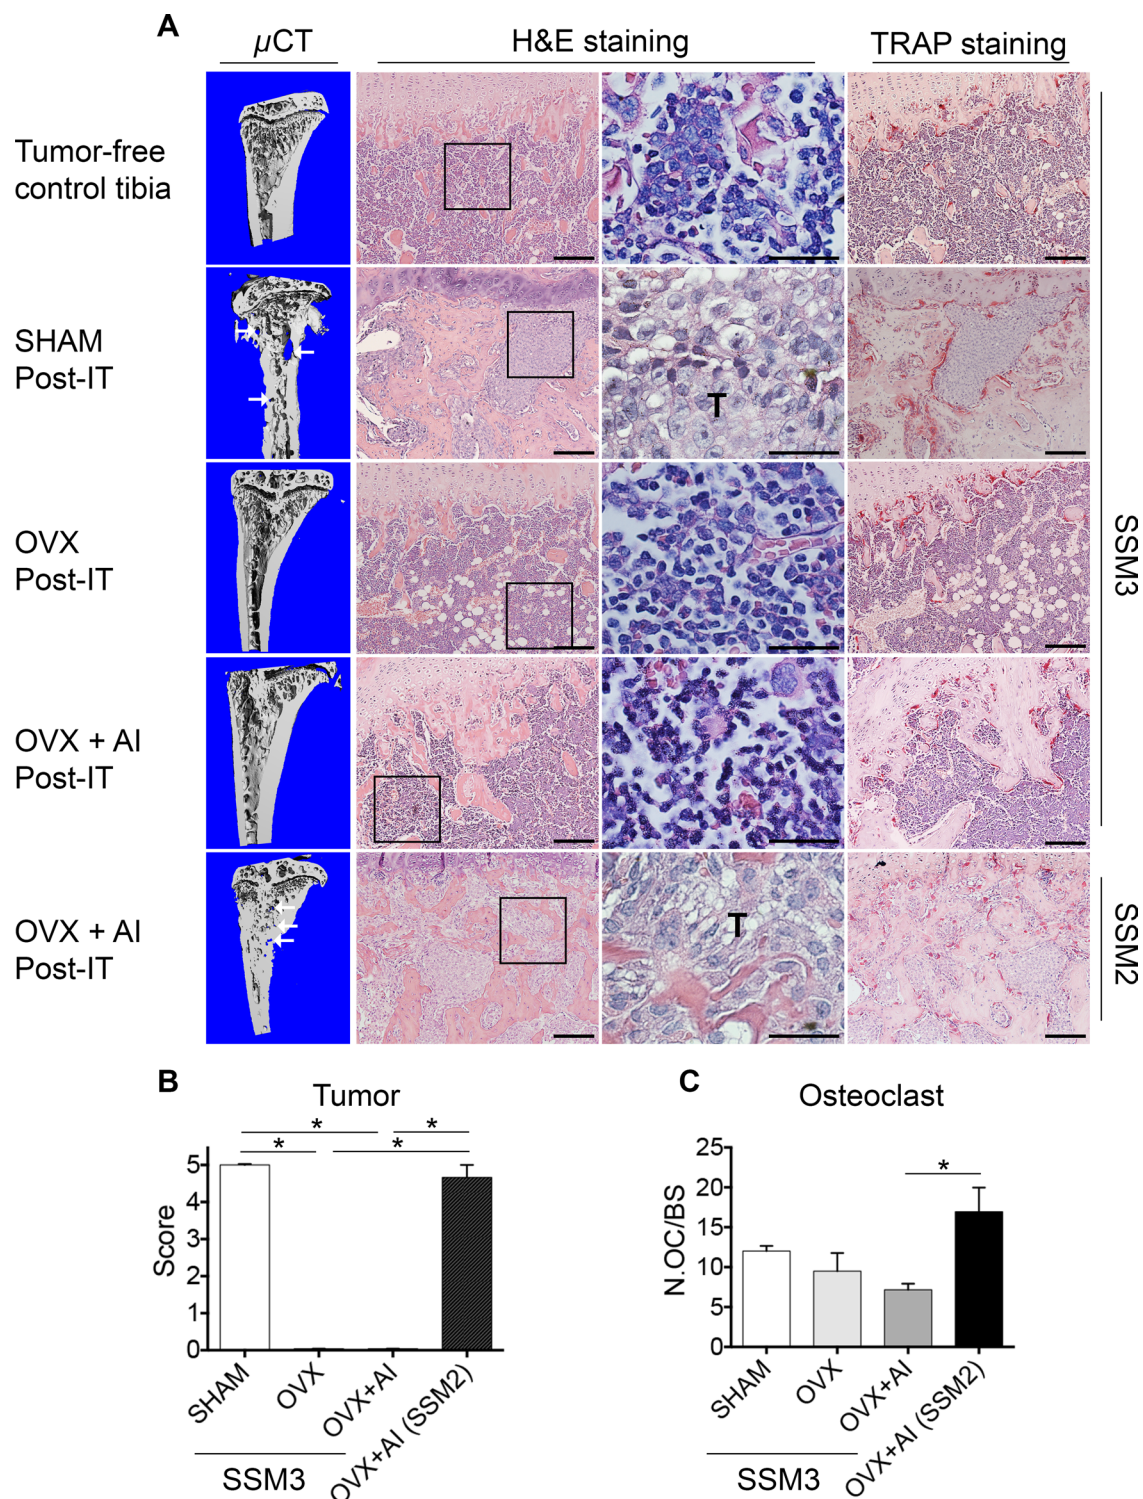 A
µCT
H&E staining
TRAP staining
Tumor-free
control tibia
SHAM
Post-IT
T
OVX
Post-IT
OVX + AI
Post-IT
OVX + AI
Post-IT
T
SSM3
SSM2
B
Tumor
* *
* *
Score
5
5
4
3
2
1
0
SHAM
OVX
OVX+AI
OVX+AI (SSM2)
SSM3
C
Osteoclast
*
N.OC/BS
25
20
15
10
5
0
SHAM
OVX
OVX+AI
OVX+AI (SSM2)
SSM3